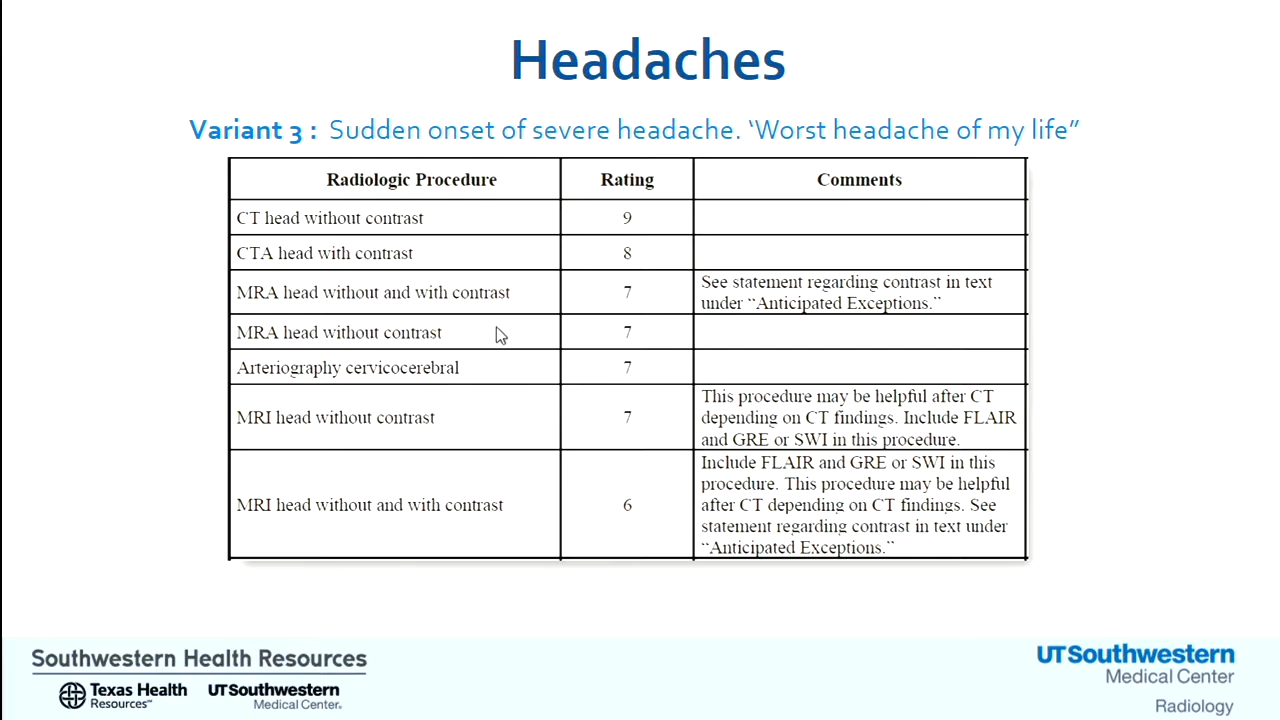 Headaches
Variant 3 : Sudden onset of severe headache. ‘Worst headache of my life”
Radiologic Procedure Rating Comments
CT head without contrast 9
CTA head with contrast 8
MRA head without and with contrast 7 See statement regarding contrast in text
under “Anticipated Exceptions.”
MRA head without contrast 7
Arteriography cervicocerebral 7
MRI head without contrast 7 This procedure may be helpful after CT
depending on CT findings. Include FLAIR
and GRE or SWI in this procedure.
MRI head without and with contrast 6 Include FLAIR and GRE or SWI in this
procedure. This procedure may be helpful
after CT depending on CT findings. See
statement regarding contrast in text under
“Anticipated Exceptions.”
Southwestern Health Resources
Texas Health
Resources℠
UTSouthwestern
Medical Center.
UTSouthwestern
Medical Center
Radiology